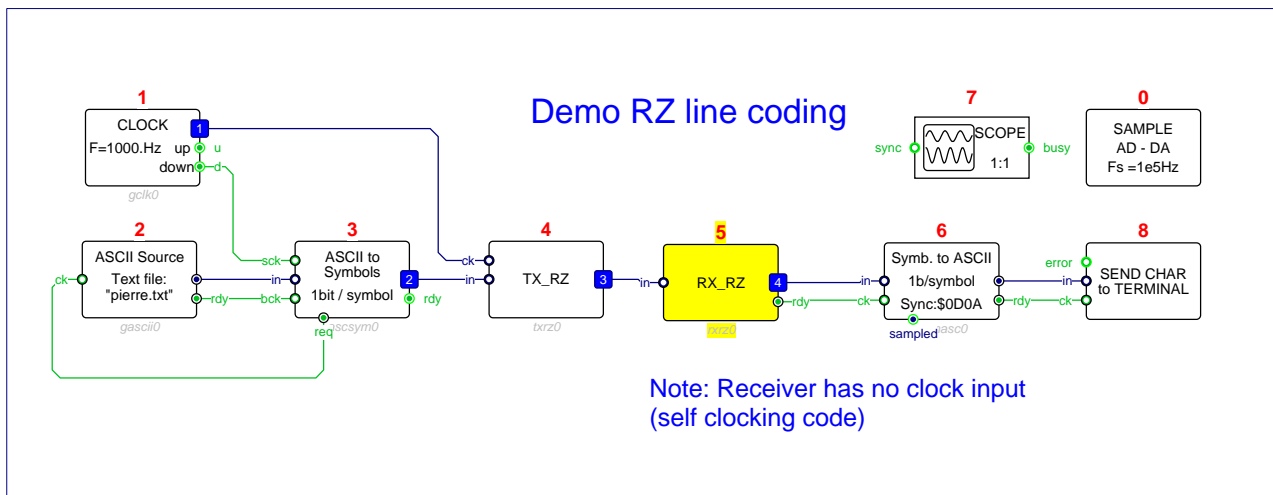 1
CLOCK
F=1000.Hz
up
u
down
d
gclk0
1
Demo RZ line coding
7
sync
SCOPE
1:1
busy
0
SAMPLE
AD - DA
Fs =1e5Hz
2
ASCII Source
Text file:
"pierre.txt"
ck
in
rdy
gascii0
3
ASCII to
Symbols
1bit / symbol
sck
bck
req
2
rdy
4
ck
in
TX_RZ
3
txrz0
5
in
RX_RZ
4
rdy
rxrz0
6
Symb. to ASCII
1b/symbol
Sync:$0D0A
in
ck
sampled
in
rdy
8
error
ck
SEND CHAR
to TERMINAL
Note: Receiver has no clock input
(self clocking code)